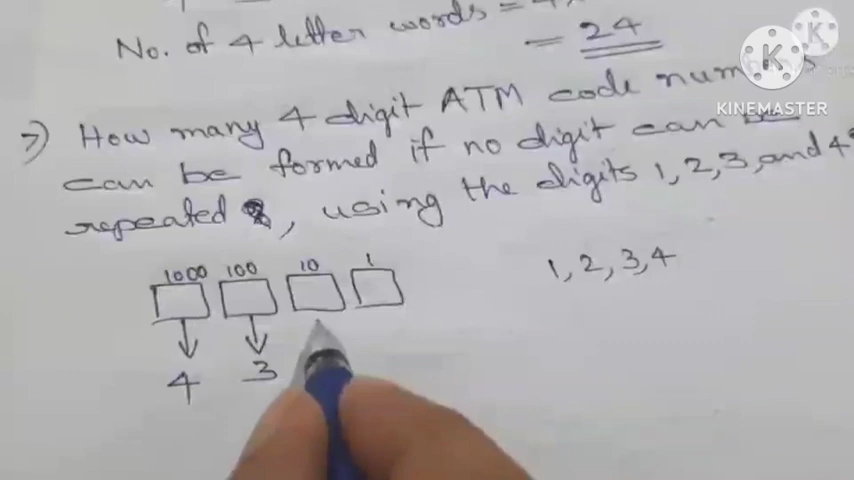 No. of 4 letter words = 4
= 24
7) How many 4 digit ATM code numbers
can be formed if no digit can be
repeated, using the digits 1, 2, 3, and 4?
1000 100 10 1
1, 2, 3, 4
4 3
KINEMASTER